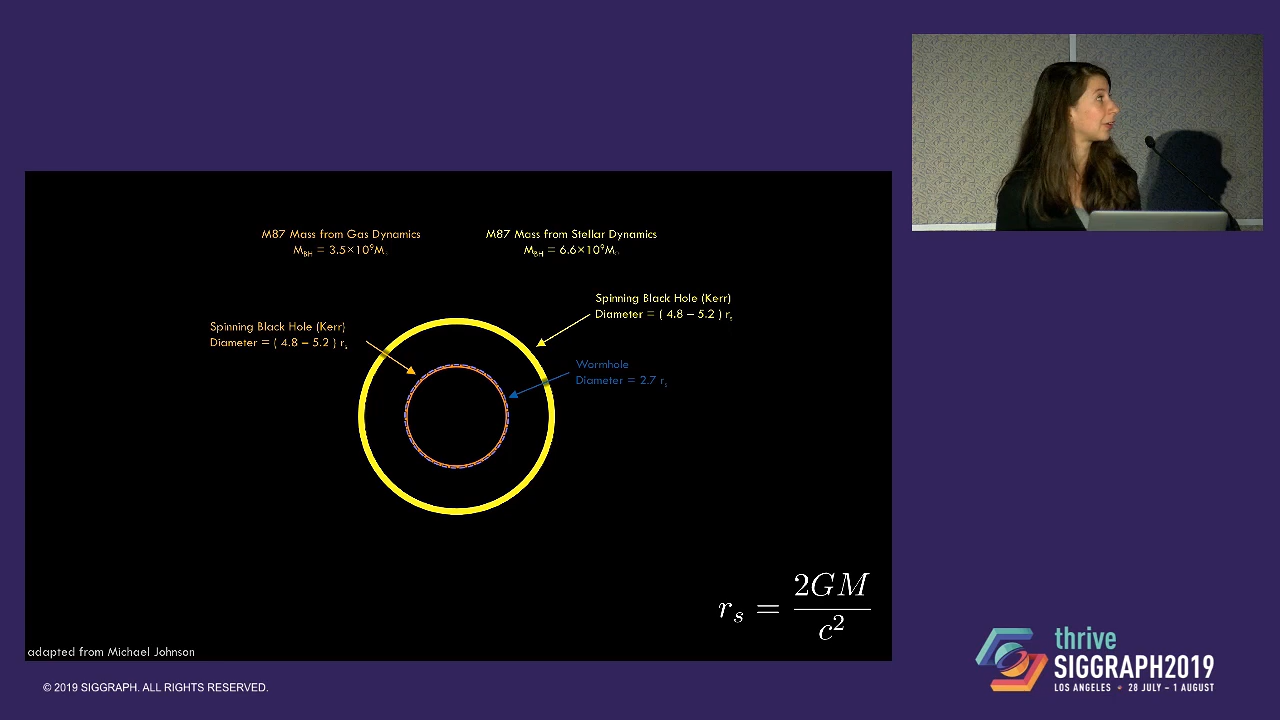 M87 Mass from Gas Dynamics
M_BH = 3.5×10⁹M☉
M87 Mass from Stellar Dynamics
M_BH = 6.6×10⁹M☉
Spinning Black Hole (Kerr)
Diameter = ( 4.8 – 5.2 ) r_s
Spinning Black Hole (Kerr)
Diameter = ( 4.8 – 5.2 ) r_s
Wormhole
Diameter = 2.7 r_s
r_s = 2GM / c²
adapted from Michael Johnson
© 2019 SIGGRAPH. ALL RIGHTS RESERVED.
thrive
SIGGRAPH2019
LOS ANGELES • 28 JULY – 1 AUGUST